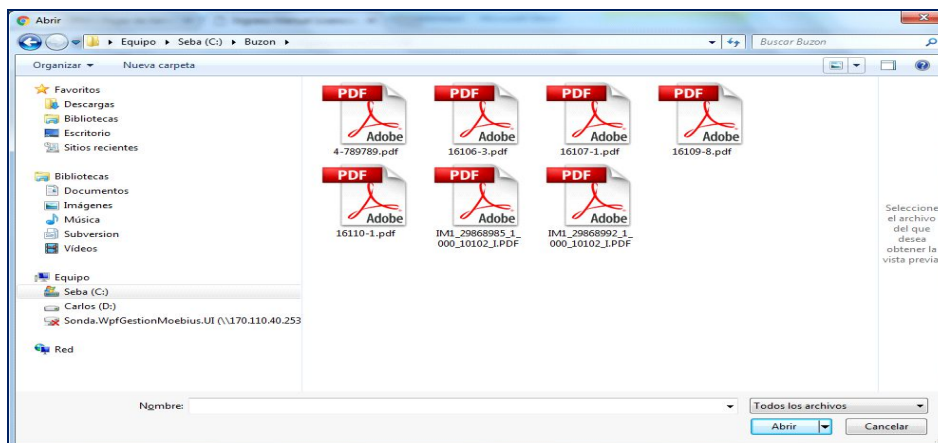 Abrir
Equipo Seba (C:) Buzon
Buscar Buzon
Organizar Nueva carpeta
Favoritos
Descargas
Bibliotecas
Escritorio
Sitios recientes
Bibliotecas
Documentos
Imágenes
Música
Subversion
Vídeos
Equipo
Seba (C:)
Carlos (D:)
Sonda.WpfGestionMoebius.UI (\\170.110.40.253
Red
PDF PDF PDF PDF
Adobe Adobe Adobe Adobe
4-789789.pdf 16106-3.pdf 16107-1.pdf 16109-8.pdf
PDF PDF PDF
Adobe Adobe Adobe
16110-1.pdf IM1_29868985_1_ IM1_29868992_1_
000_10102_I.PDF 000_10102_I.PDF
Seleccione
el archivo
del que
desea
obtener la
vista previa
Nombre:
Todos los archivos
Abrir Cancelar